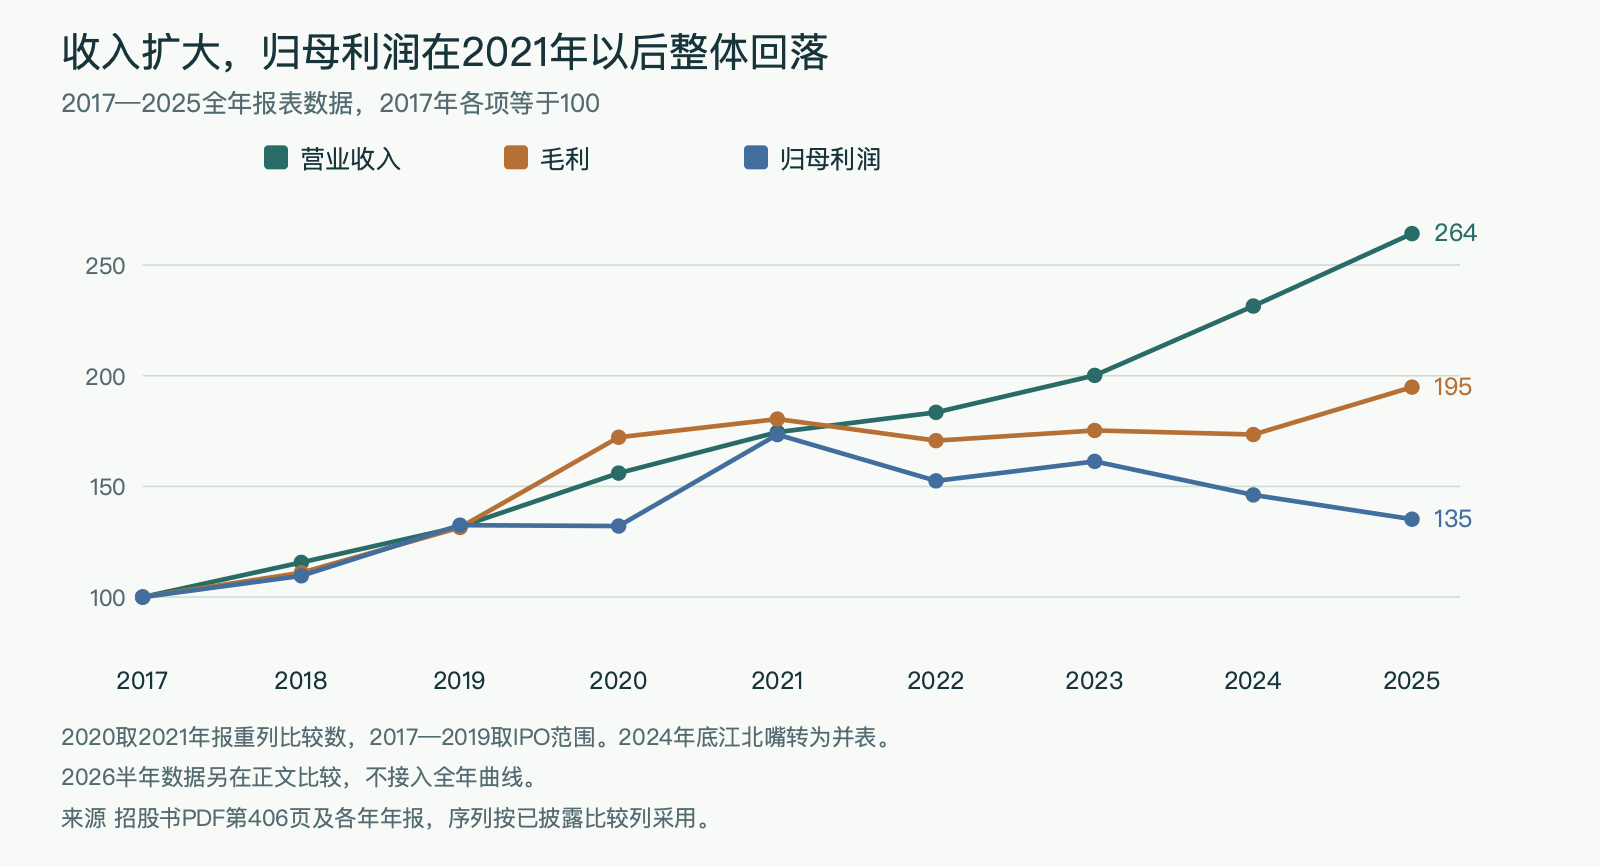 收入扩大，归母利润在2021年以后整体回落
2017—2025全年报表数据，2017年各项等于100
营业收入 毛利 归母利润
264
250
200
195
150
135
100
2017 2018 2019 2020 2021 2022 2023 2024 2025
2020取2021年报重列比较数，2017—2019取IPO范围。2024年底江北嘴转为并表。
2026半年数据另在正文比较，不接入全年曲线。
来源 招股书PDF第406页及各年年报，序列按已披露比较列采用。